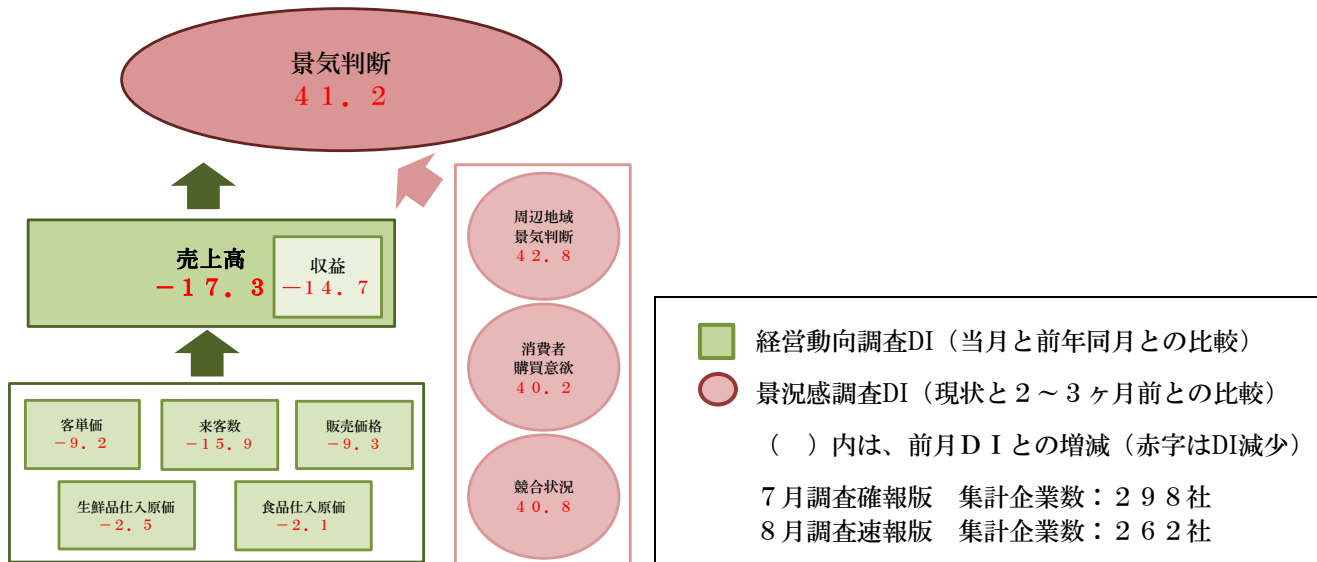 景気判断
４１．２
売上高
－１７．３
収益
－１４．７
客単価
－９．２
来客数
－１５．９
販売価格
－９．３
生鮮品仕入原価
－２．５
食品仕入原価
－２．１
周辺地域
景気判断
４２．８
消費者
購買意欲
４０．２
競合状況
４０．８
経営動向調査DI（当月と前年同月との比較）
景況感調査DI（現状と２～３ヶ月前との比較）
（　）内は、前月ＤＩとの増減（赤字はDI減少）
７月調査確報版　集計企業数：２９８社
８月調査速報版　集計企業数：２６２社